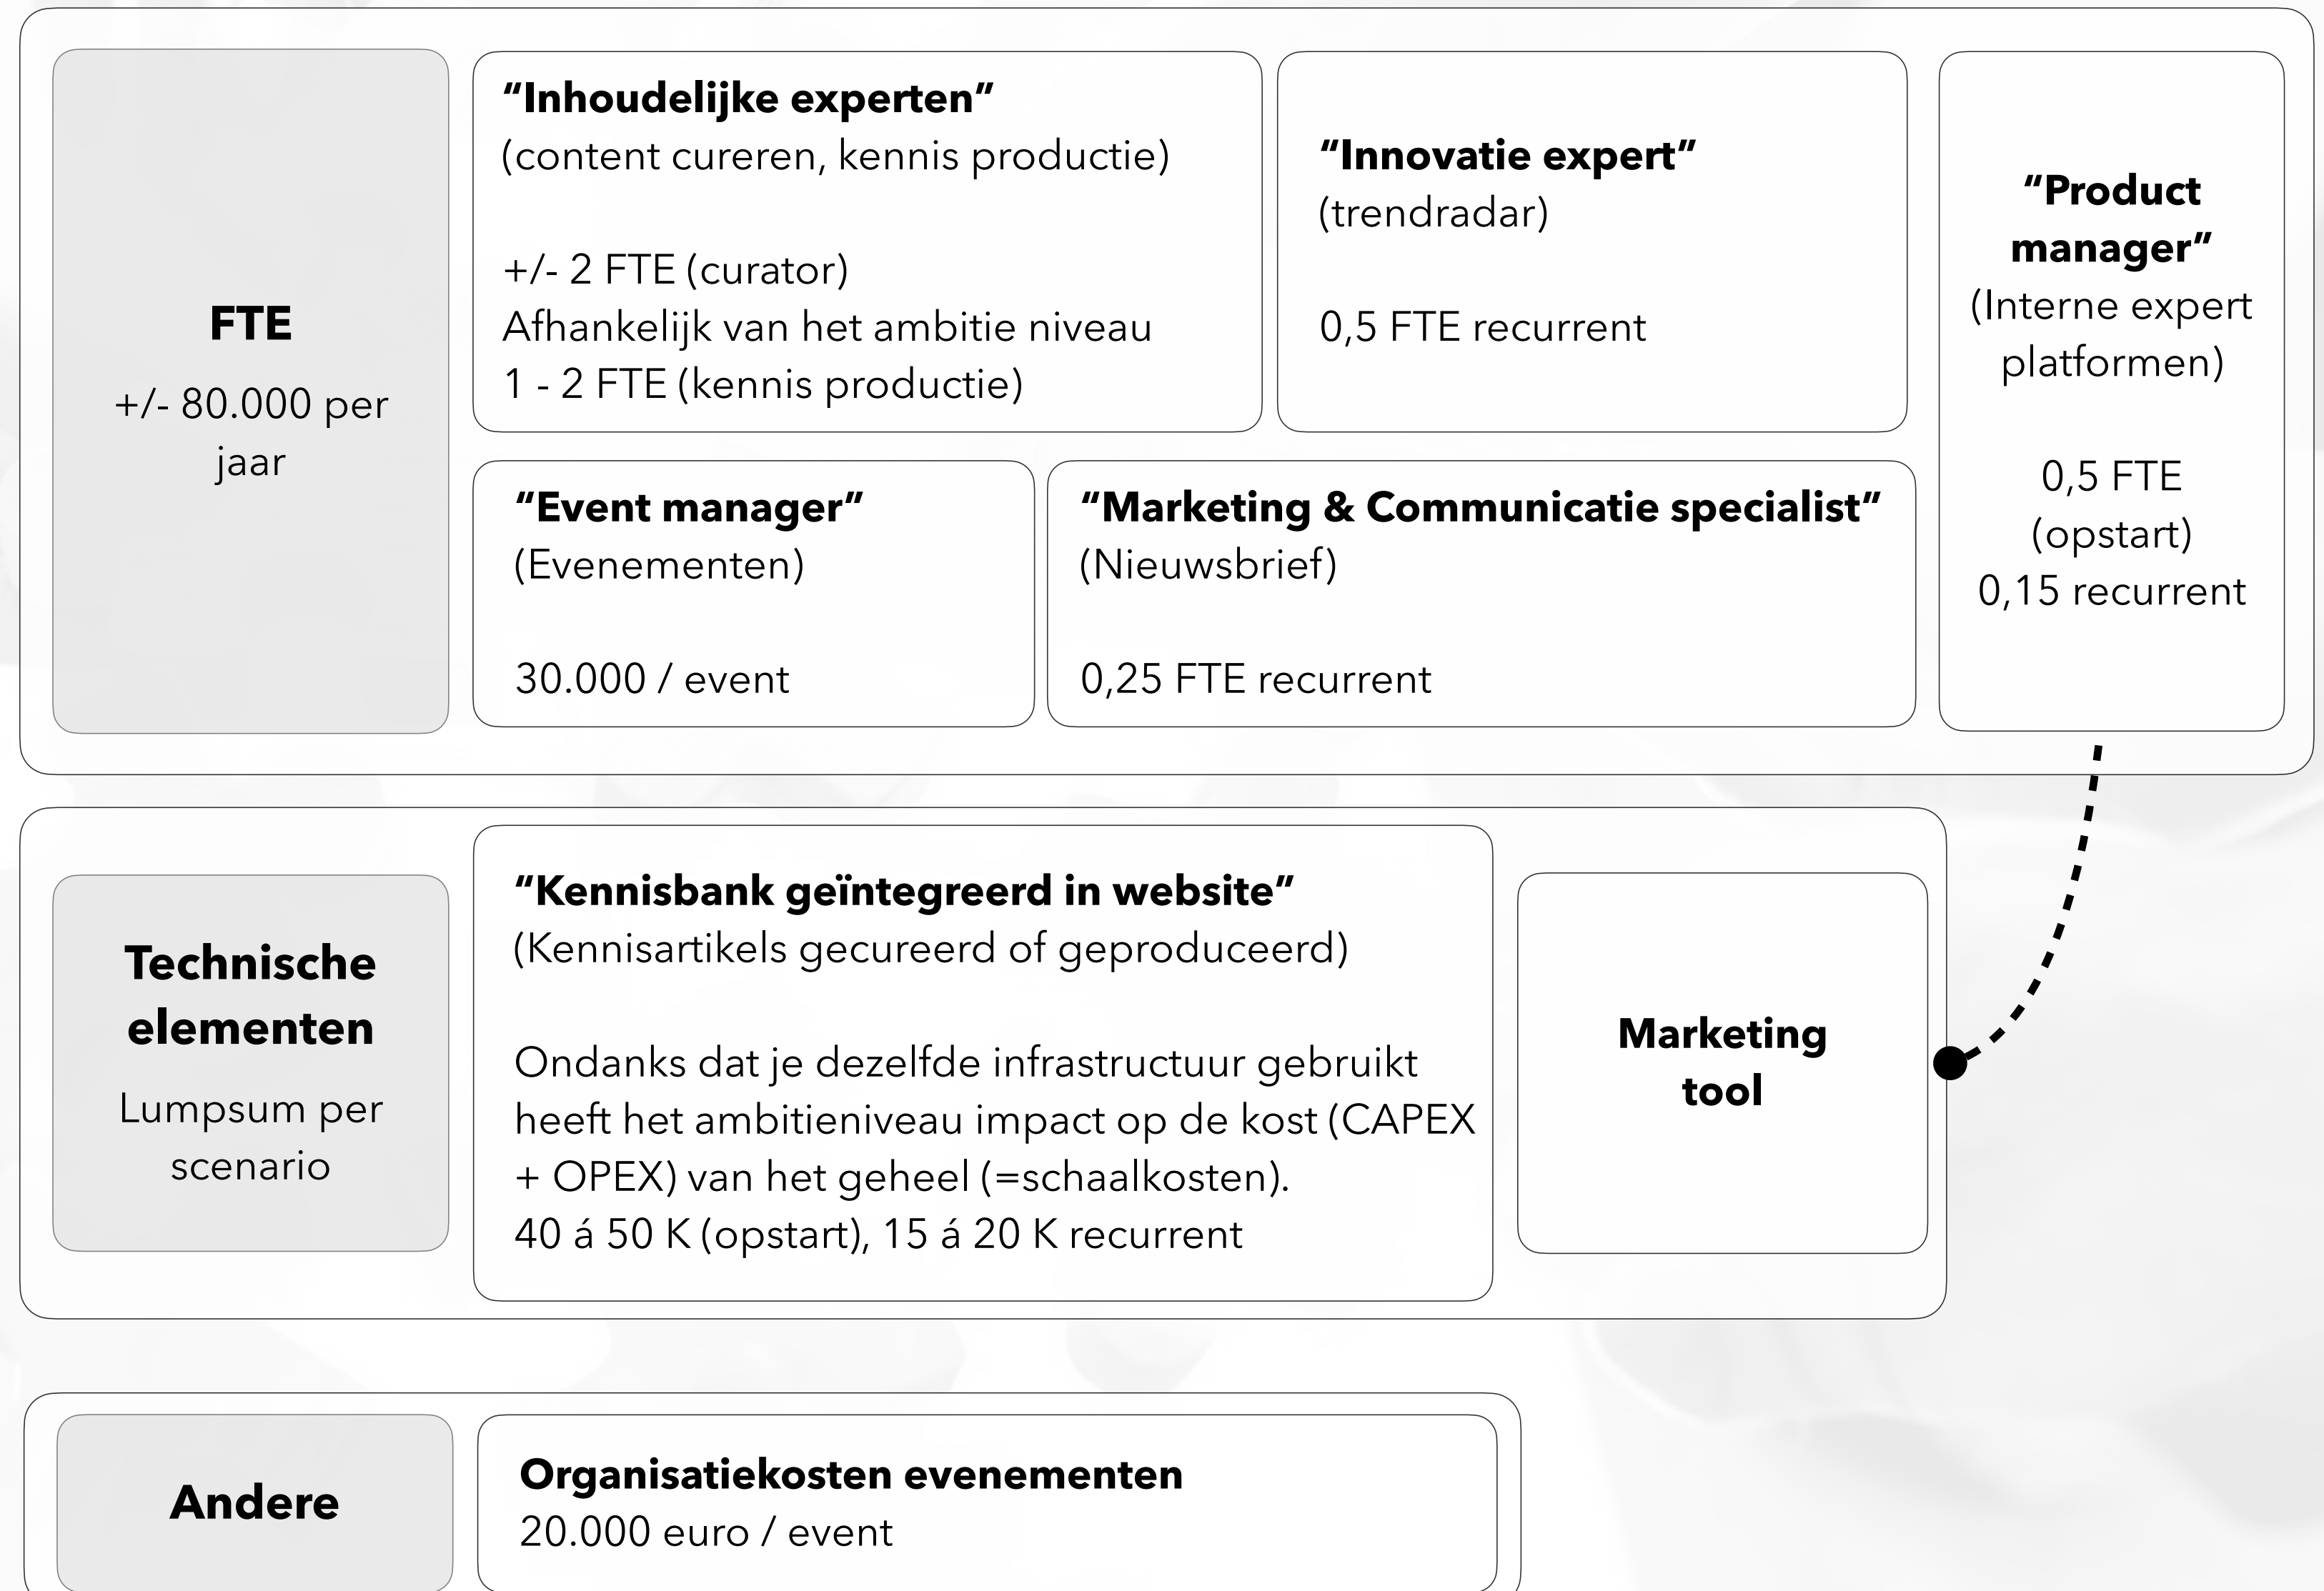 FTE
+/- 80.000 per
jaar
“Inhoudelijke experten”
(content cureren, kennis productie)
+/- 2 FTE (curator)
Afhankelijk van het ambitie niveau
1 - 2 FTE (kennis productie)
“Innovatie expert”
(trendradar)
0,5 FTE recurrent
“Product
manager”
(Interne expert
platformen)
0,5 FTE
(opstart)
0,15 recurrent
“Event manager”
(Evenementen)
30.000 / event
“Marketing & Communicatie specialist”
(Nieuwsbrief)
0,25 FTE recurrent
Technische
elementen
Lumpsum per
scenario
“Kennisbank geïntegreerd in website”
(Kennisartikels gecureerd of geproduceerd)
Ondanks dat je dezelfde infrastructuur gebruikt
heeft het ambitieniveau impact op de kost (CAPEX
+ OPEX) van het geheel (=schaalkosten).
40 á 50 K (opstart), 15 á 20 K recurrent
Marketing
tool
Andere
Organisatiekosten evenementen
20.000 euro / event